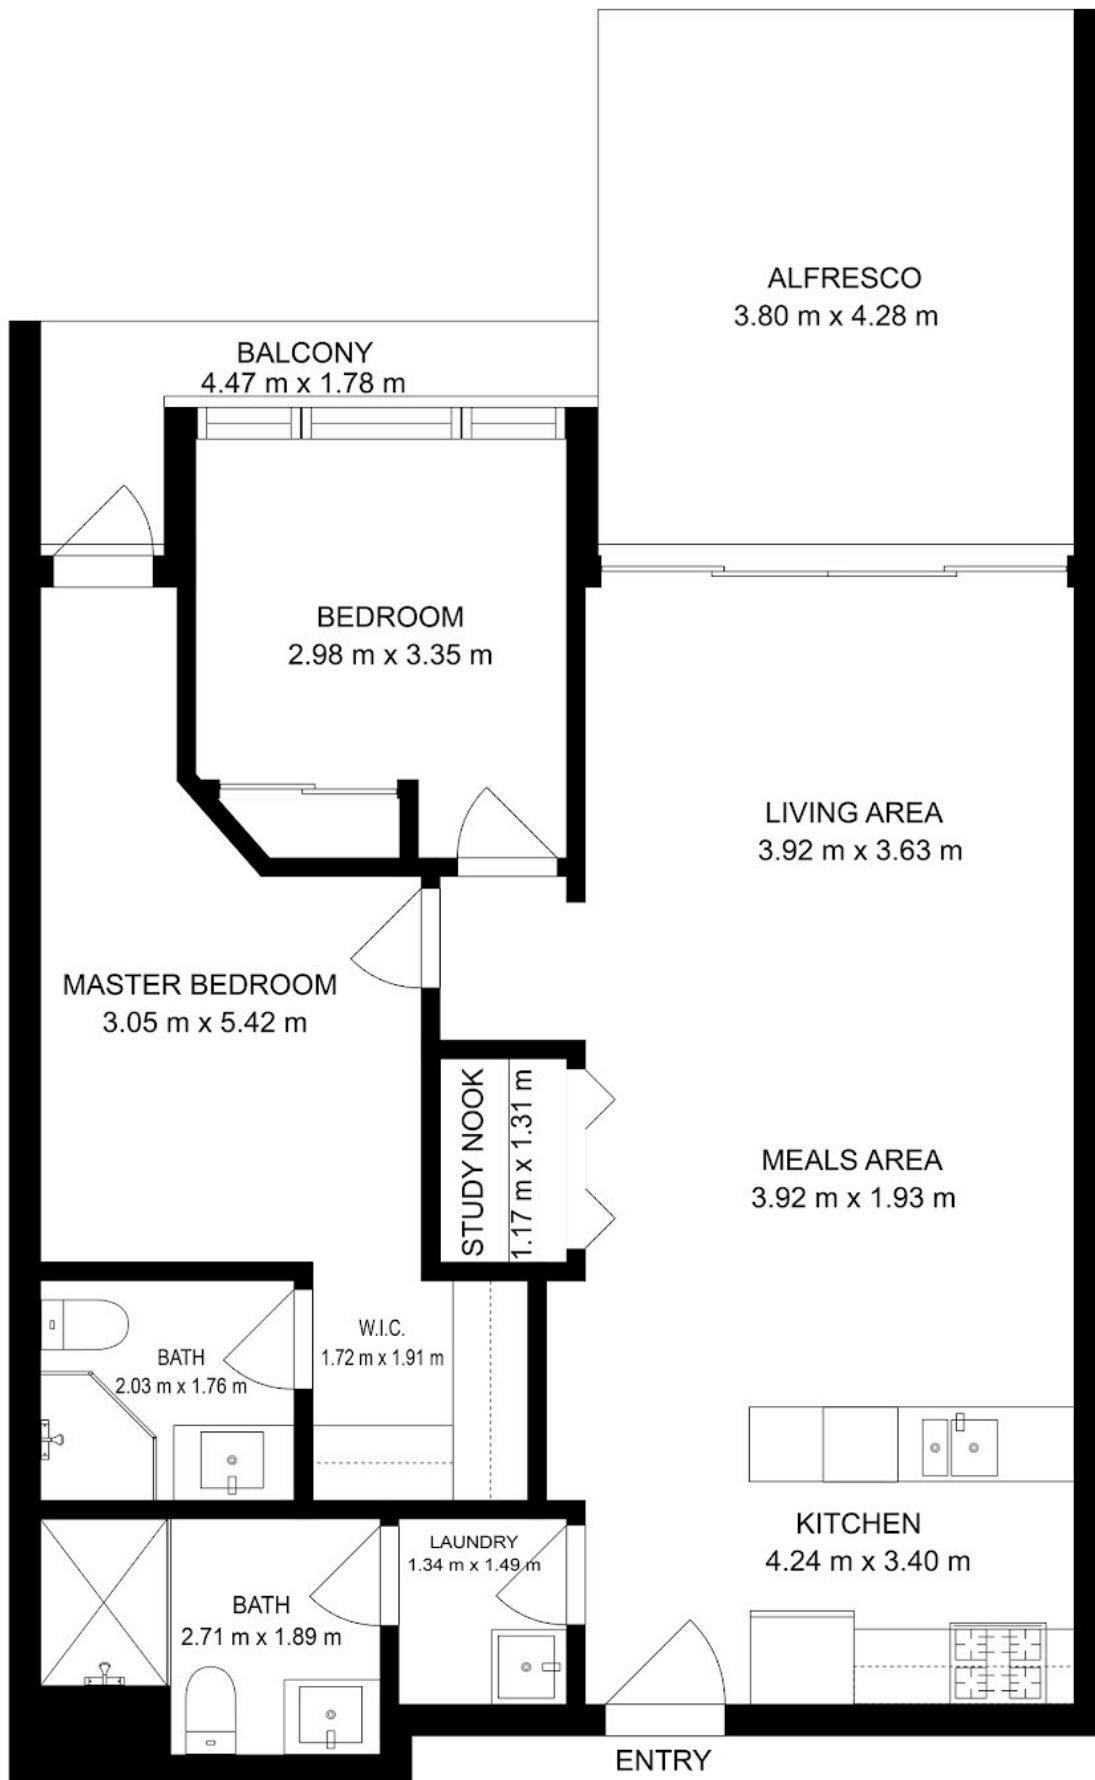 ALFRESCO
3.80 m x 4.28 m
BALCONY
4.47 m x 1.78 m
BEDROOM
2.98 m x 3.35 m
LIVING AREA
3.92 m x 3.63 m
MASTER BEDROOM
3.05 m x 5.42 m
STUDY NOOK
1.17 m x 1.31 m
MEALS AREA
3.92 m x 1.93 m
W.I.C.
1.72 m x 1.91 m
BATH
2.03 m x 1.76 m
KITCHEN
4.24 m x 3.40 m
LAUNDRY
1.34 m x 1.49 m
BATH
2.71 m x 1.89 m
ENTRY